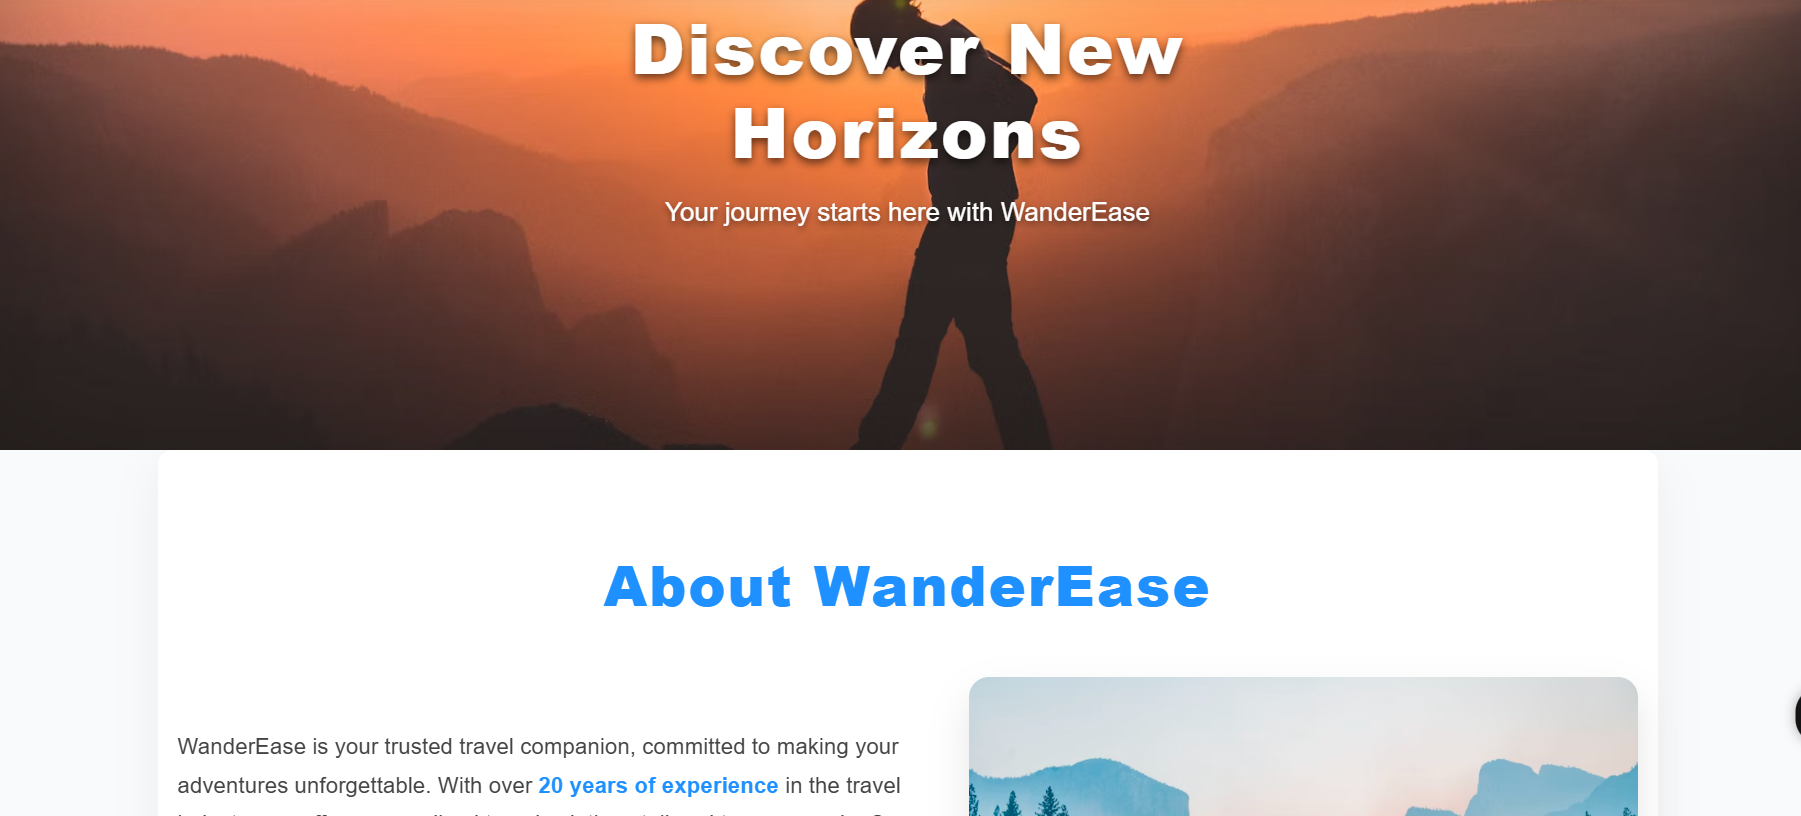 Discover New
Horizons
Your journey starts here with WanderEase
About WanderEase
WanderEase is your trusted travel companion, committed to making your
adventures unforgettable. With over 20 years of experience in the travel